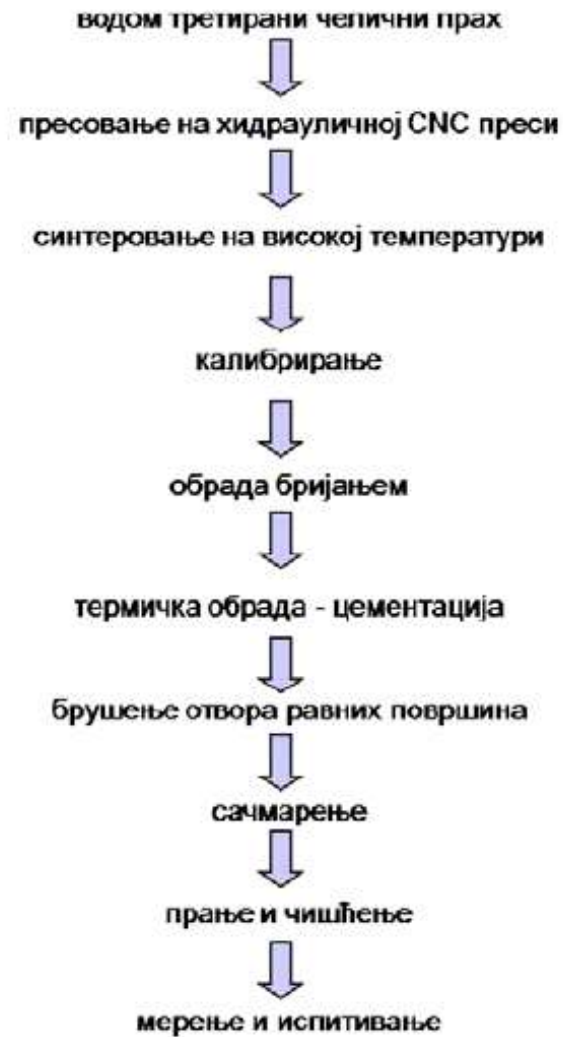 водом третирани челични прах
пресовање на хидрауличној CNC преси
синтеровање на високој температури
калибрирање
обрада бријањем
термичка обрада - цементација
брушење отвора равних површина
сачмарење
прање и чишћење
мерење и испитивање